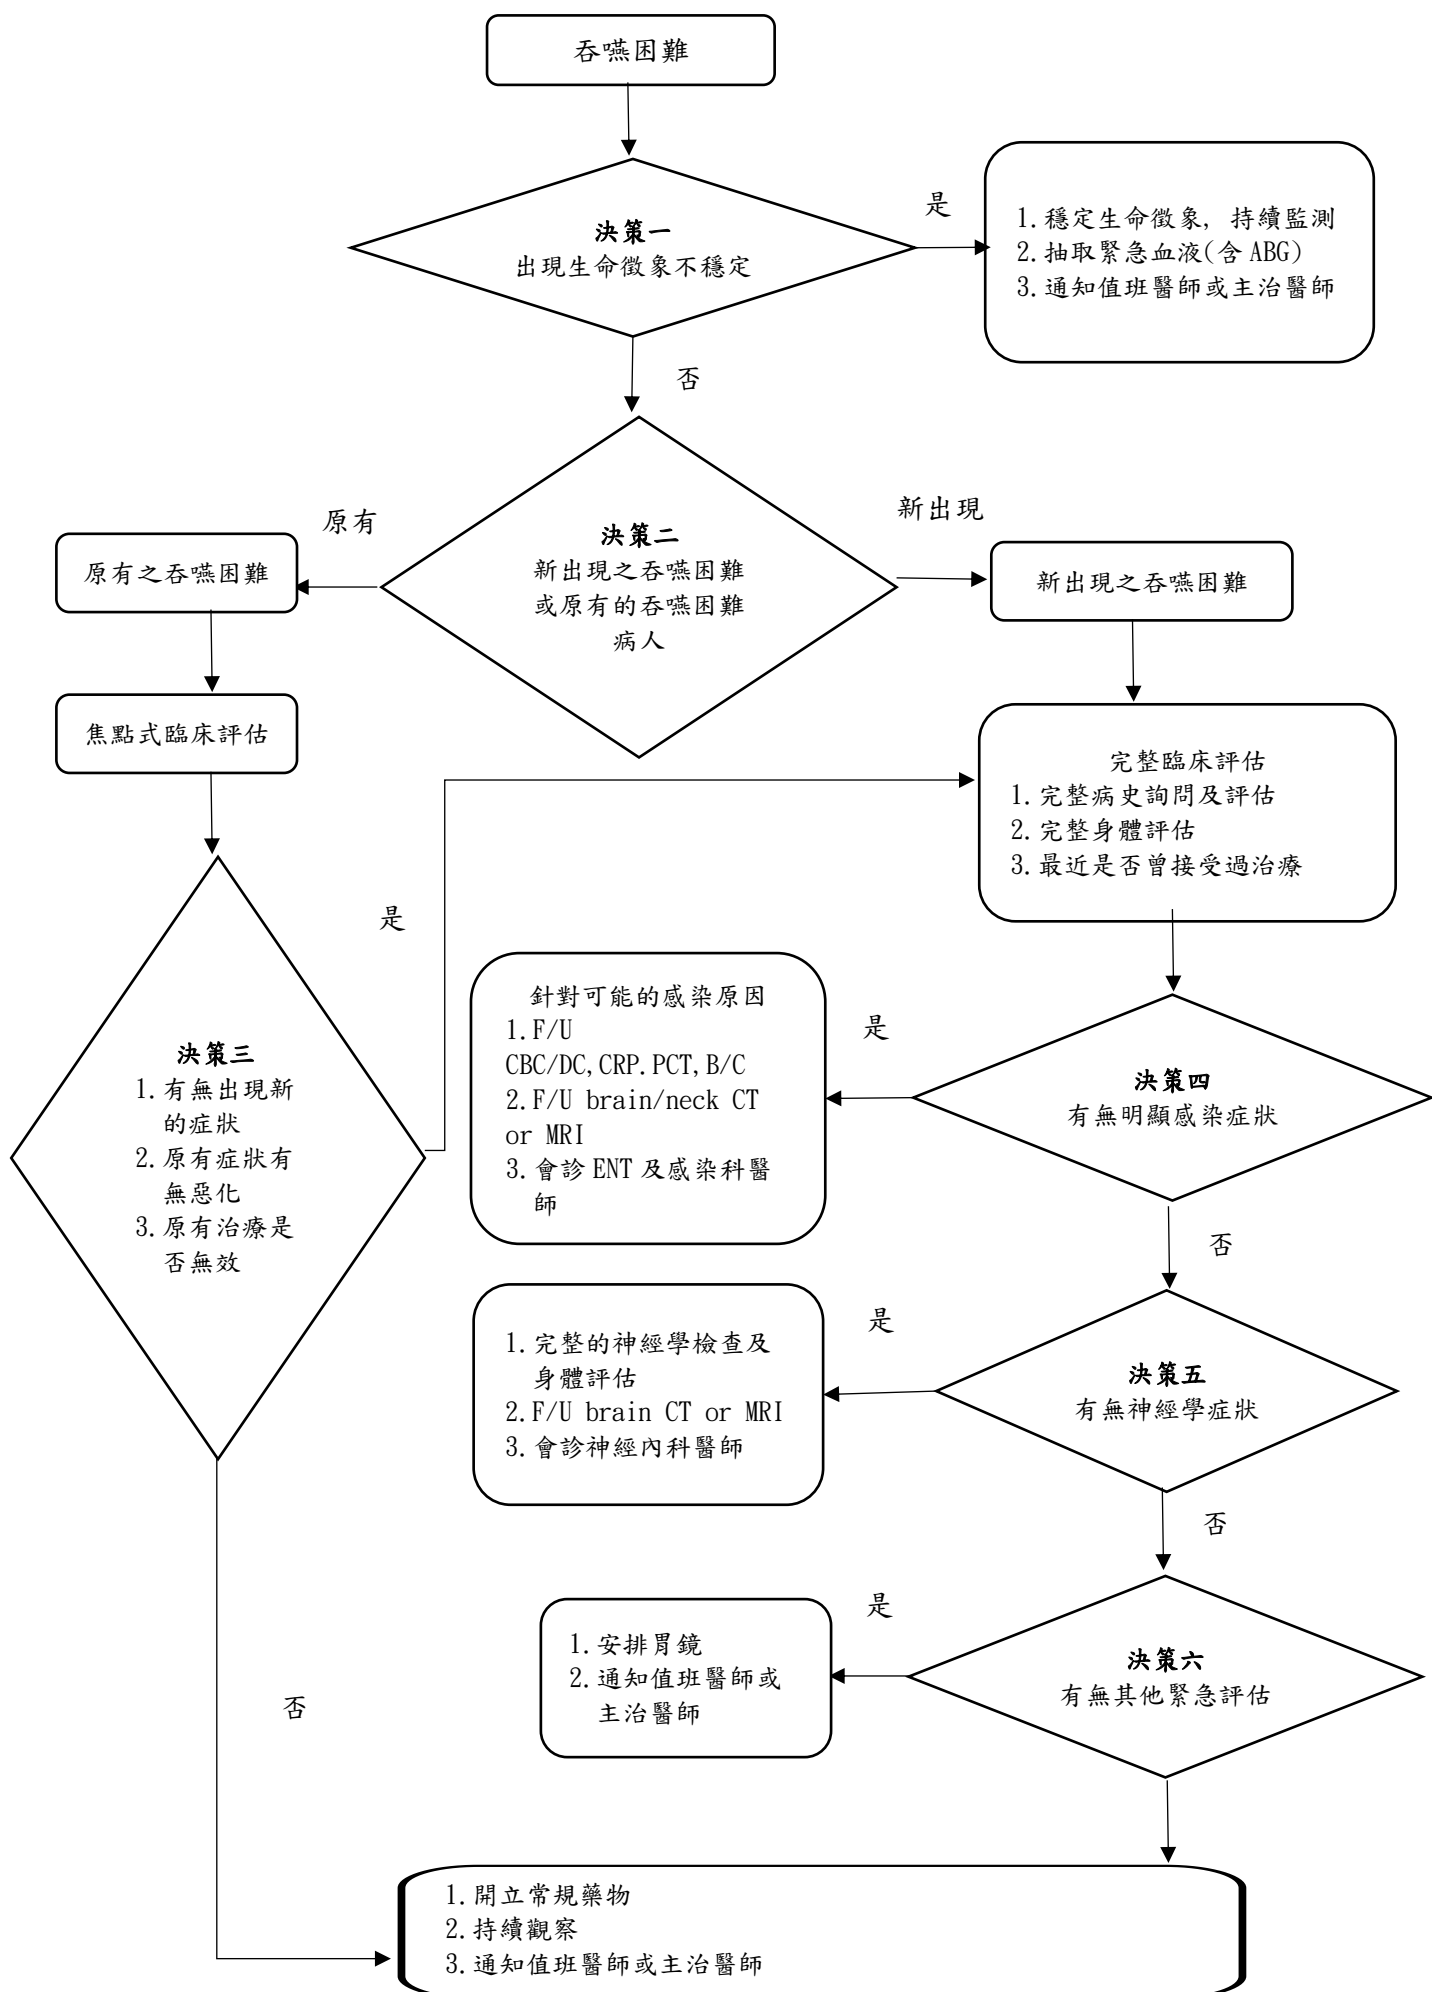 吞嚥困難
決策一
出現生命徵象不穩定
是
1.穩定生命徵象, 持續監測
2.抽取緊急血液(含 ABG)
3.通知值班醫師或主治醫師
否
決策二
新出現之吞嚥困難
或原有的吞嚥困難
病人
原有
原有之吞嚥困難
焦點式臨床評估
新出現
新出現之吞嚥困難
完整臨床評估
1.完整病史詢問及評估
2.完整身體評估
3.最近是否曾接受過治療
決策三
1.有無出現新
的症狀
2.原有症狀有
無惡化
3.原有治療是
否無效
是
否
決策四
有無明顯感染症狀
是
針對可能的感染原因
1.F/U
CBC/DC,CRP.PCT,B/C
2.F/U brain/neck CT
or MRI
3.會診 ENT 及感染科醫
師
否
決策五
有無神經學症狀
是
1.完整的神經學檢查及
身體評估
2.F/U brain CT or MRI
3.會診神經內科醫師
否
決策六
有無其他緊急評估
是
1.安排胃鏡
2.通知值班醫師或
主治醫師
1.開立常規藥物
2.持續觀察
3.通知值班醫師或主治醫師